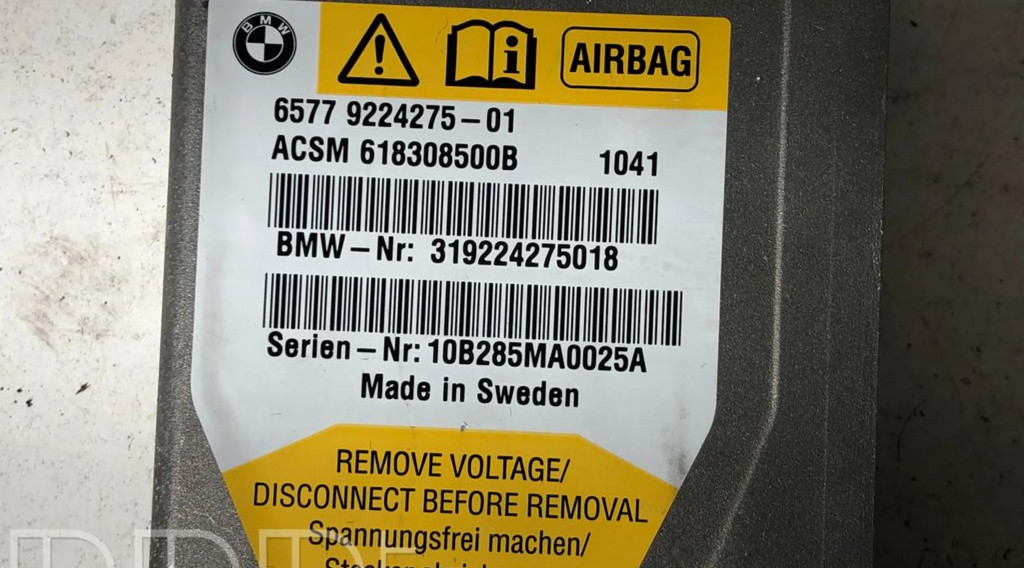 BMW
AIRBAG
6577 9224275-01
ACSM 618308500B 1041
BMW-Nr: 319224275018
Serien-Nr: 10B285MA0025A
Made in Sweden
REMOVE VOLTAGE/
DISCONNECT BEFORE REMOVAL
Spannungsfrei machen/